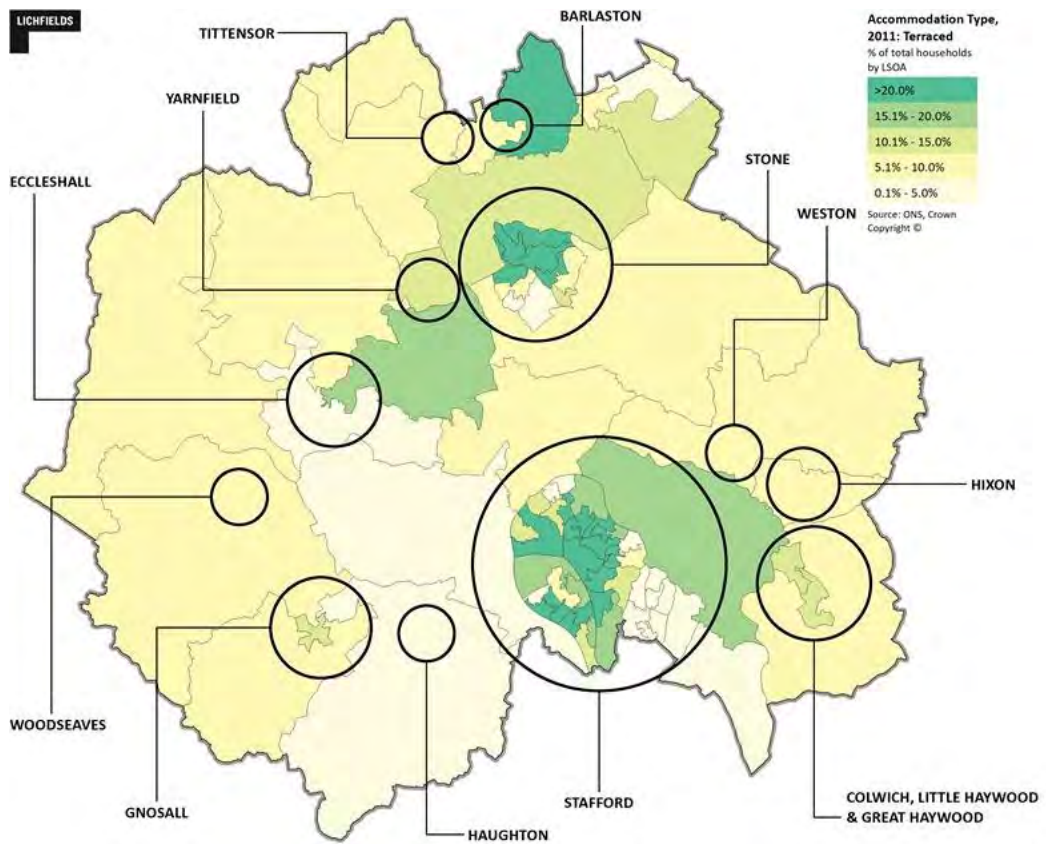 LICHFIELDS
BARLASTON
TITTENSOR
YARNFIELD
ECCLESHALL
STONE
WESTON
Accommodation Type,
2011: Terraced
% of total households
by LSOA
>20.0%
15.1% - 20.0%
10.1% - 15.0%
5.1% - 10.0%
0.1% - 5.0%
Source: ONS, Crown
Copyright ©
HIXON
WOODSEAVES
GNOSALL
HAUGHTON
STAFFORD
COLWICH, LITTLE HAYWOOD
& GREAT HAYWOOD